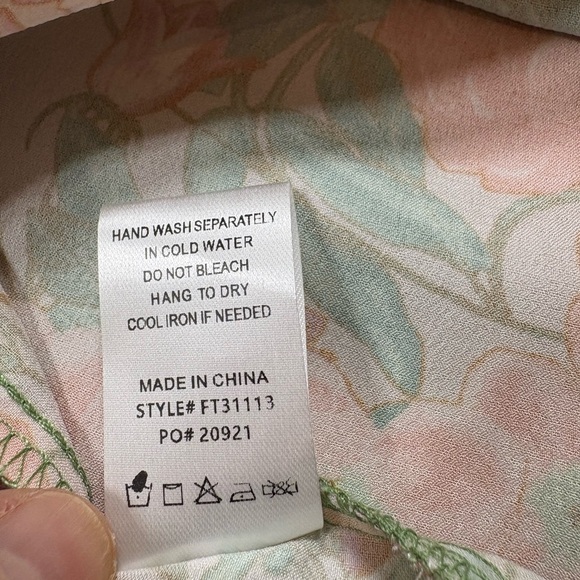 HAND WASH SEPARATELY
IN COLD WATER
DO NOT BLEACH
HANG TO DRY
COOL IRON IF NEEDED
MADE IN CHINA
STYLE# FT31113
PO# 20921